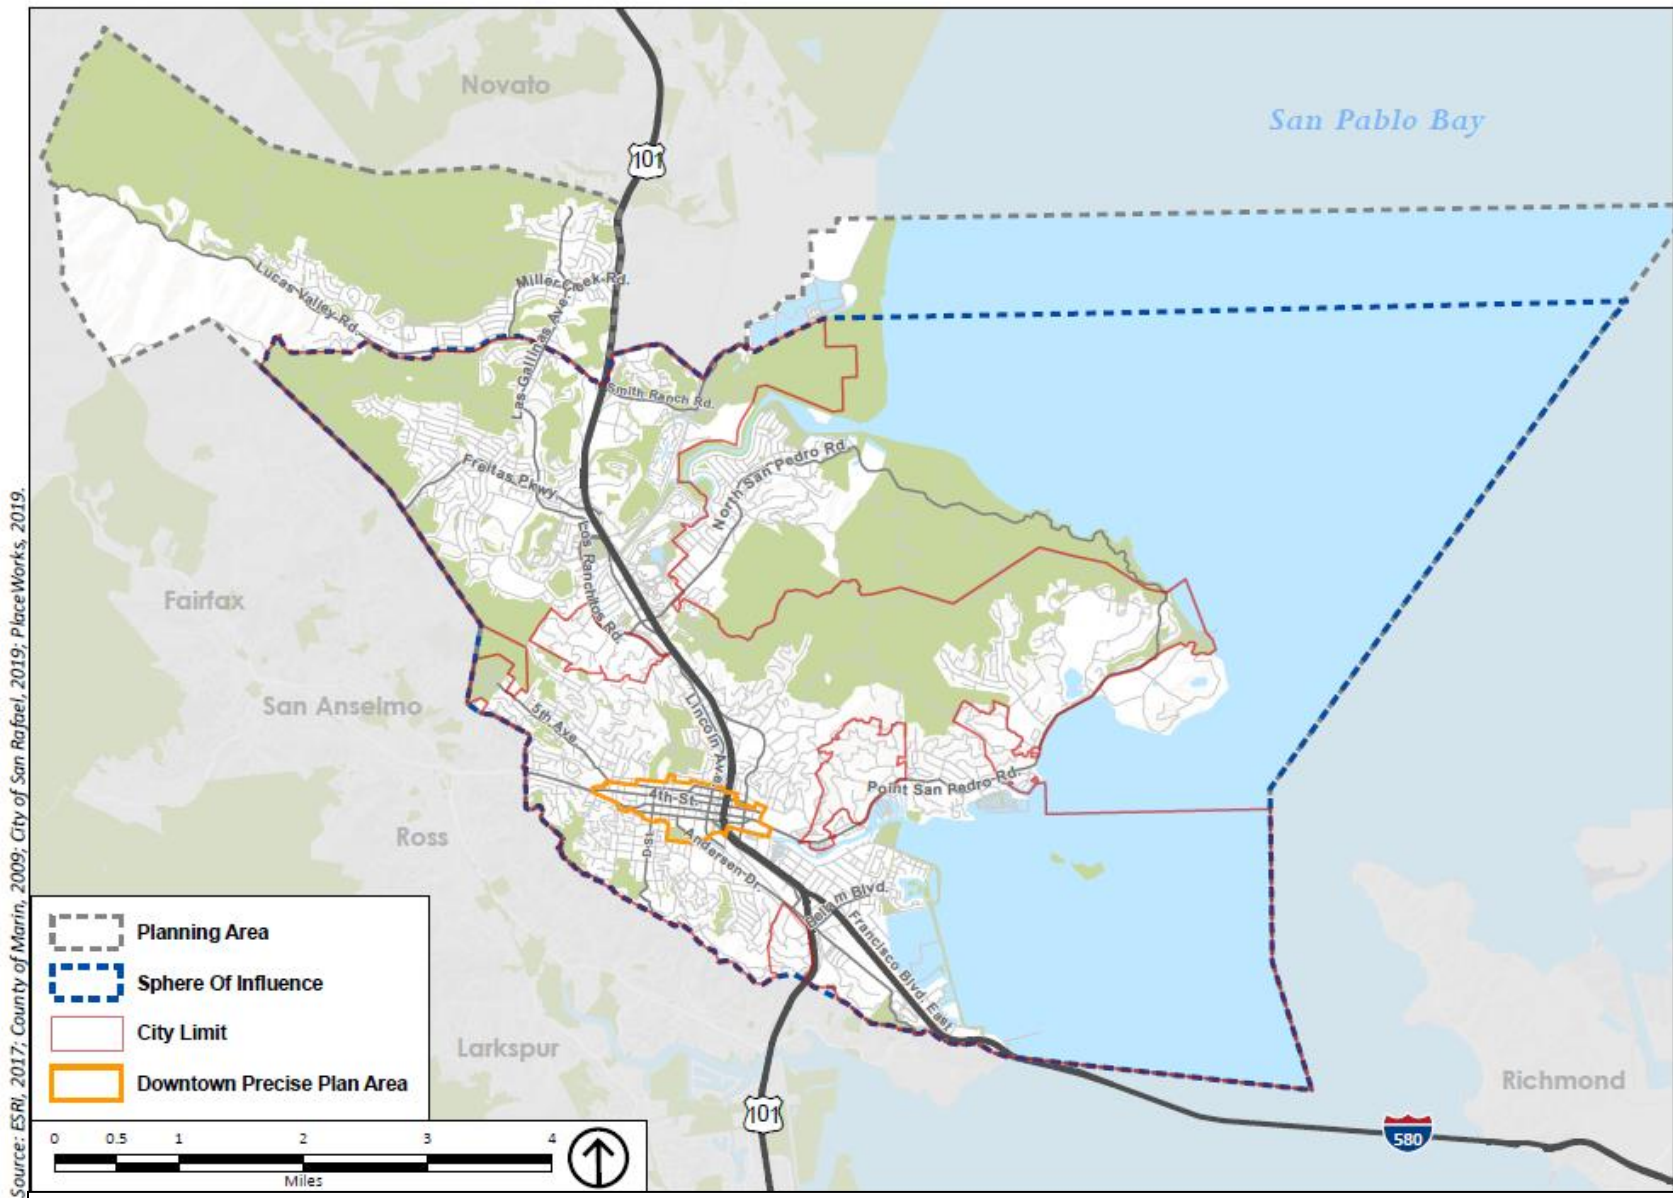 Novato
San Pablo Bay
101
Lucas Valley Rd.
Miller Creek Rd.
Las Gallinas Ave.
Smith Ranch Rd.
Freitas Pkwy
North San Pedro Rd.
Los Ranchitos Rd.
Fairfax
San Anselmo
5th Ave
Lincoln Ave
Point San Pedro Rd.
4th St.
Ross
D St
Andersen Dr.
Bellam Blvd.
Francisco Blvd. East
Larkspur
Richmond
101
580
Planning Area
Sphere Of Influence
City Limit
Downtown Precise Plan Area
0 0.5 1 2 3 4
Miles
Source: ESRI, 2017; County of Marin, 2009; City of San Rafael, 2019; PlaceWorks, 2019.